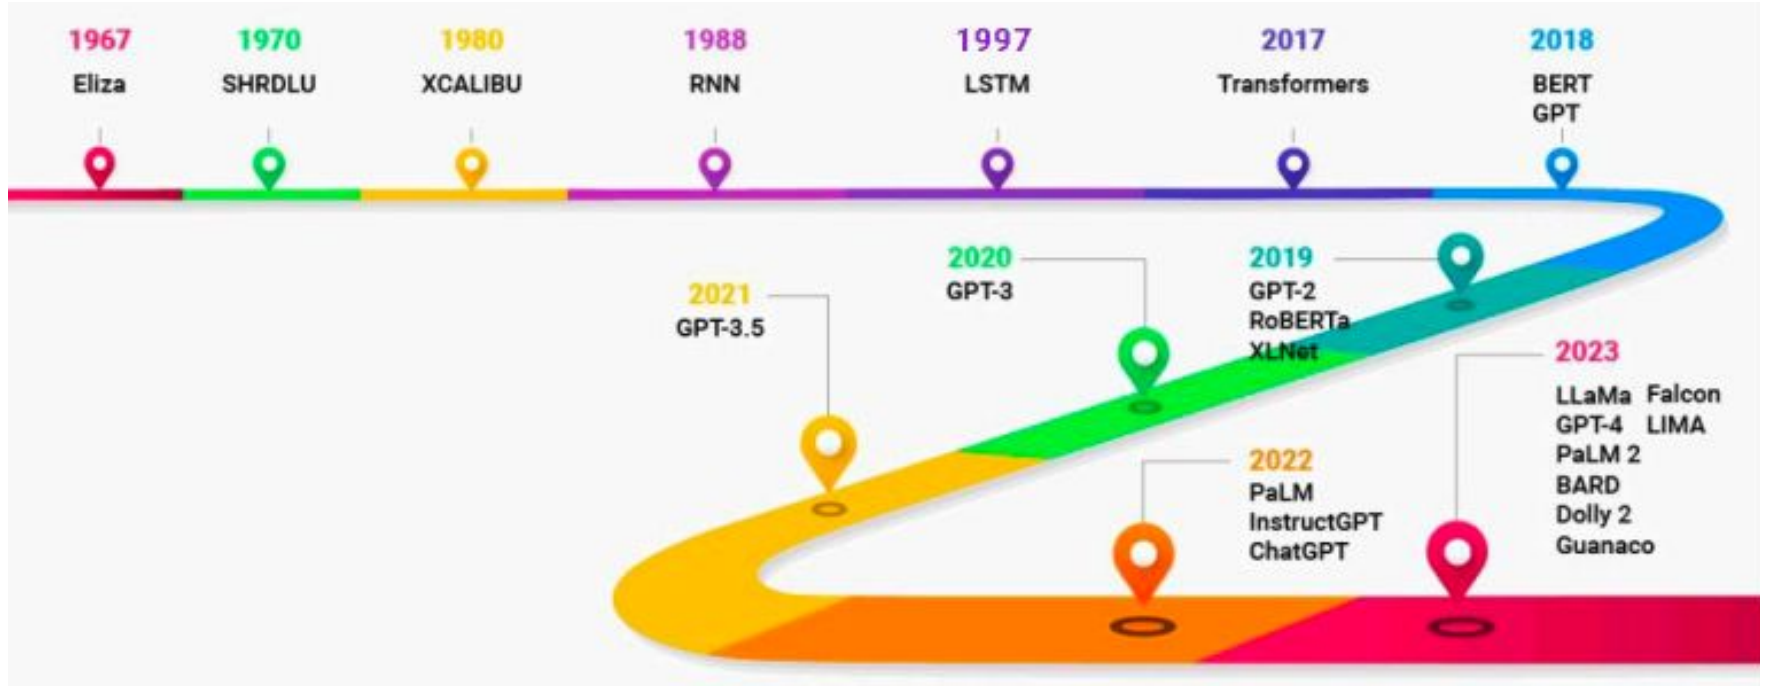 1967
Eliza
1970
SHRDLU
1980
XCALIBU
1988
RNN
1997
LSTM
2017
Transformers
2018
BERT
GPT
2019
GPT-2
RoBERTa
XLNet
2020
GPT-3
2021
GPT-3.5
2022
PaLM
InstructGPT
ChatGPT
2023
LLaMa Falcon
GPT-4 LIMA
PaLM 2
BARD
Dolly 2
Guanaco